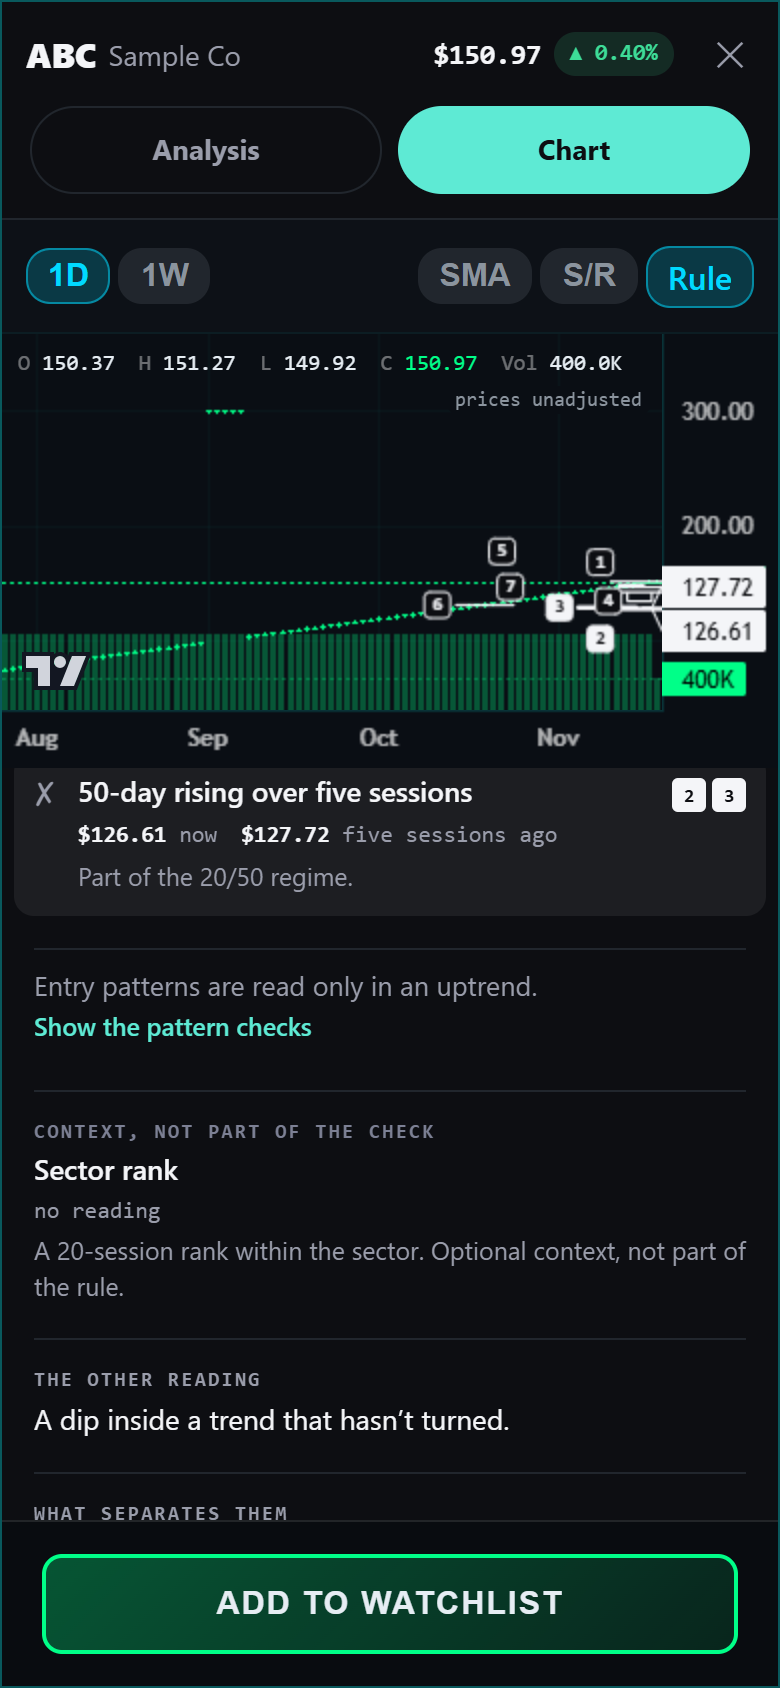 ABC Sample Co $150.97 ▲ 0.40%
Analysis Chart
1D 1W SMA S/R Rule
O 150.37 H 151.27 L 149.92 C 150.97 Vol 400.0K
prices unadjusted
300.00
200.00
5
1
7
127.72
6
3
4
2
126.61
400K
Aug Sep Oct Nov
✗ 50-day rising over five sessions 2 3
$126.61 now $127.72 five sessions ago
Part of the 20/50 regime.
Entry patterns are read only in an uptrend.
Show the pattern checks
CONTEXT, NOT PART OF THE CHECK
Sector rank
no reading
A 20-session rank within the sector. Optional context, not part of
the rule.
THE OTHER READING
A dip inside a trend that hasn’t turned.
WHAT SEPARATES THEM
ADD TO WATCHLIST